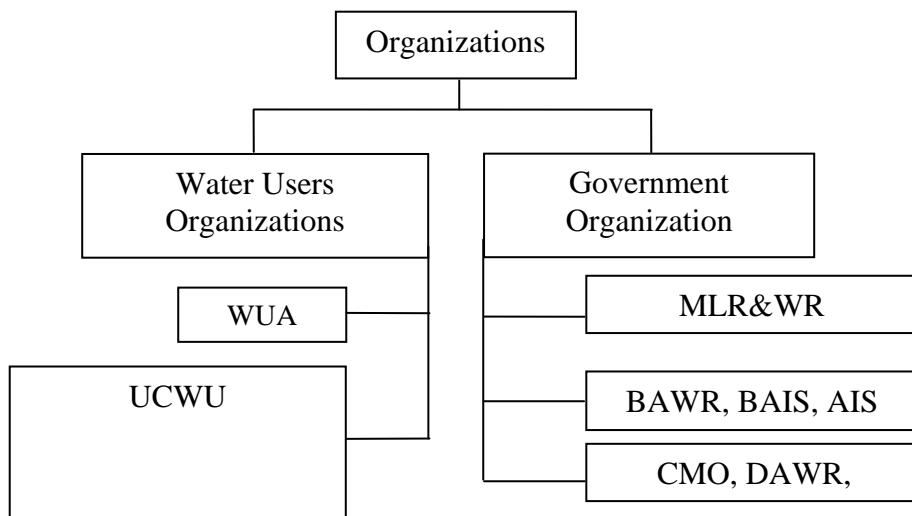 Organizations
Water Users
Organizations
Government
Organization
WUA
MLR&WR
UCWU
BAWR, BAIS, AIS
CMO, DAWR,